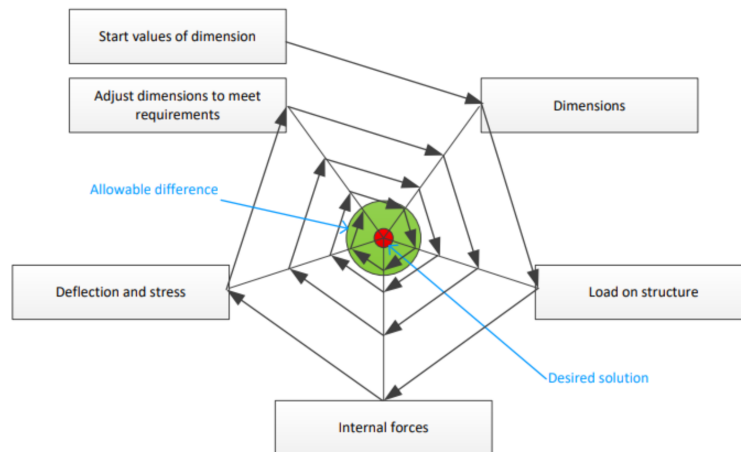 Start values of dimension
Adjust dimensions to meet
requirements
Dimensions
Allowable difference
Deflection and stress
Load on structure
Desired solution
Internal forces